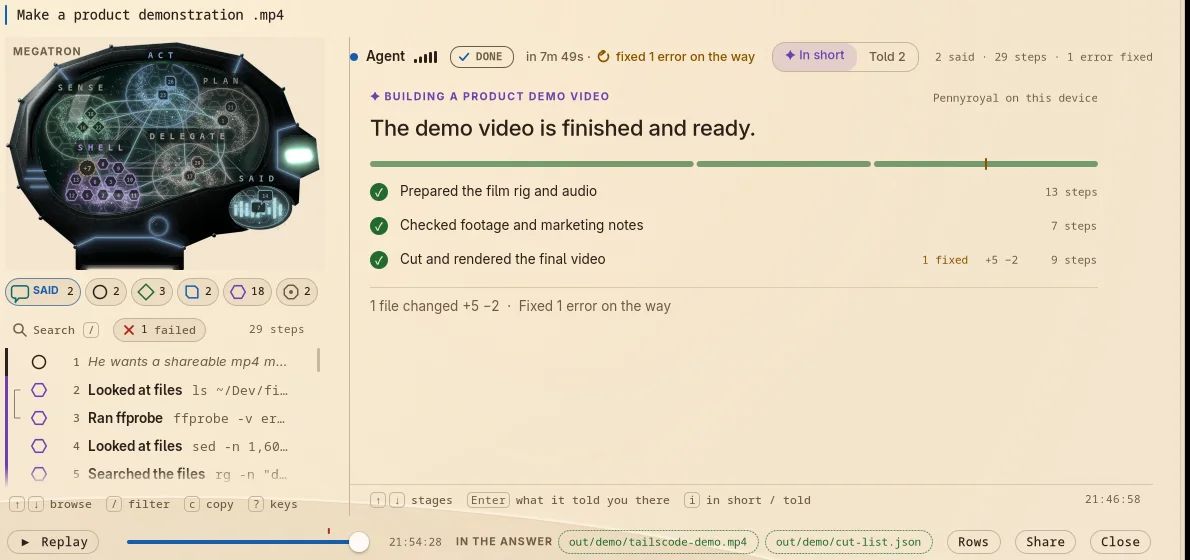 Make a product demonstration .mp4
MEGATRON
ACT
SENSE
PLAN
DELEGATE
SHELL
+7
SAID
SAID 2
2
3
2
18
2
Search /
1 failed
29 steps
1 He wants a shareable mp4 m…
2 Looked at files ls ~/Dev/fi…
3 Ran ffprobe ffprobe -v er…
4 Looked at files sed -n 1,60…
5 Searched the files rg -n "d…
↑ ↓ browse / filter c copy ? keys
Agent
DONE
in 7m 49s · fixed 1 error on the way
In short
Told 2
2 said · 29 steps · 1 error fixed
BUILDING A PRODUCT DEMO VIDEO
Pennyroyal on this device
The demo video is finished and ready.
Prepared the film rig and audio 13 steps
Checked footage and marketing notes 7 steps
Cut and rendered the final video 1 fixed +5 −2 9 steps
1 file changed +5 −2 · Fixed 1 error on the way
↑ ↓ stages Enter what it told you there i in short / told
21:46:58
Replay
21:54:28
IN THE ANSWER
out/demo/tailscode-demo.mp4
out/demo/cut-list.json
Rows
Share
Close